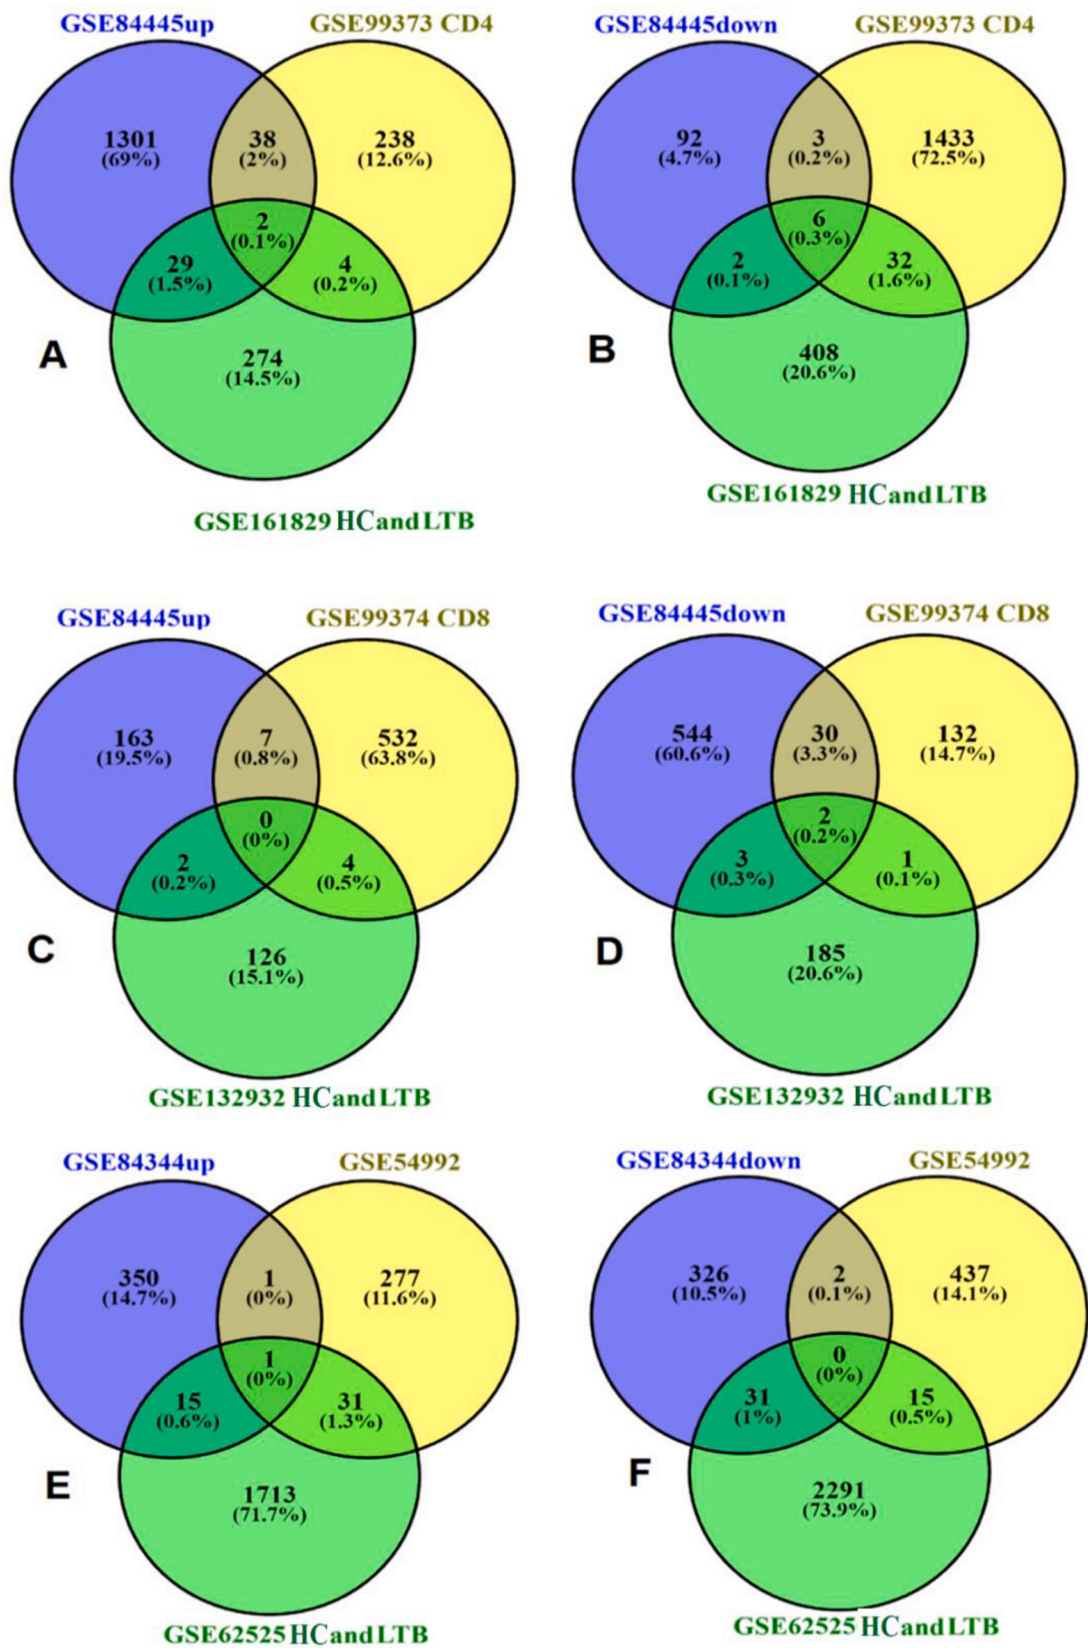 GSE84445up GSE99373 CD4
1301 38 238
(69%) (2%) (12.6%)
2
(0.1%)
29 4
(1.5%) (0.2%)
A
274
(14.5%)
GSE161829 HCandLTB
GSE84445down GSE99373 CD4
92 3 1433
(4.7%) (0.2%) (72.5%)
6
(0.3%)
2 32
(0.1%) (1.6%)
B
408
(20.6%)
GSE161829 HCandLTB
GSE84445up GSE99374 CD8
163 7 532
(19.5%) (0.8%) (63.8%)
0
(0%)
2 4
(0.2%) (0.5%)
C
126
(15.1%)
GSE132932 HCandLTB
GSE84445down GSE99374 CD8
544 30 132
(60.6%) (3.3%) (14.7%)
2
(0.2%)
3 1
(0.3%) (0.1%)
D
185
(20.6%)
GSE132932 HCandLTB
GSE84344up GSE54992
350 1 277
(14.7%) (0%) (11.6%)
1
(0%)
15 31
(0.6%) (1.3%)
E
1713
(71.7%)
GSE62525 HCandLTB
GSE84344down GSE54992
326 2 437
(10.5%) (0.1%) (14.1%)
0
(0%)
31 15
(1%) (0.5%)
F
2291
(73.9%)
GSE62525 HCandLTB